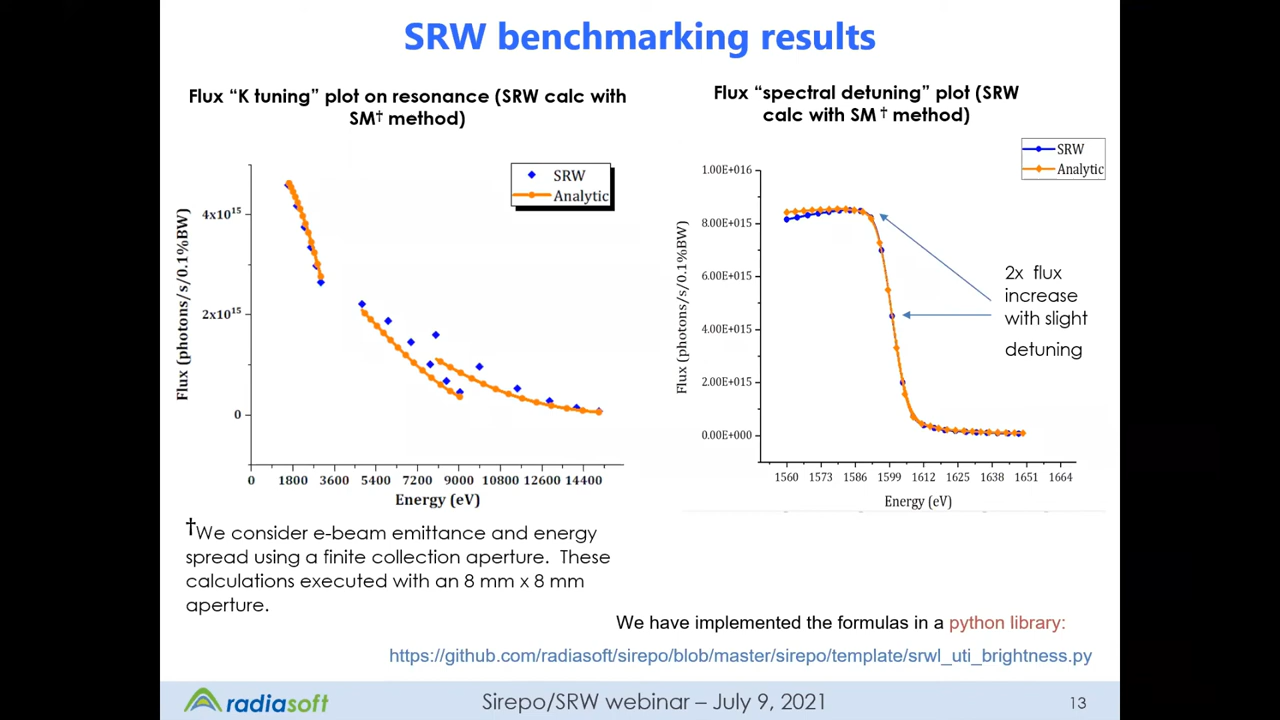 SRW benchmarking results
Flux “K tuning” plot on resonance (SRW calc with
SM† method)
SRW
Analytic
4x10¹⁵
2x10¹⁵
0
Flux (photons/s/0.1%BW)
0 1800 3600 5400 7200 9000 10800 12600 14400
Energy (eV)
†We consider e-beam emittance and energy
spread using a finite collection aperture. These
calculations executed with an 8 mm x 8 mm
aperture.
Flux “spectral detuning” plot (SRW
calc with SM † method)
SRW
Analytic
1.00E+016
8.00E+015
6.00E+015
4.00E+015
2.00E+015
0.00E+000
Flux (photons/s/0.1%BW)
1560 1573 1586 1599 1612 1625 1638 1651 1664
Energy (eV)
2x flux
increase
with slight
detuning
We have implemented the formulas in a python library:
https://github.com/radiasoft/sirepo/blob/master/sirepo/template/srwl_uti_brightness.py
radiasoft
Sirepo/SRW webinar – July 9, 2021
13